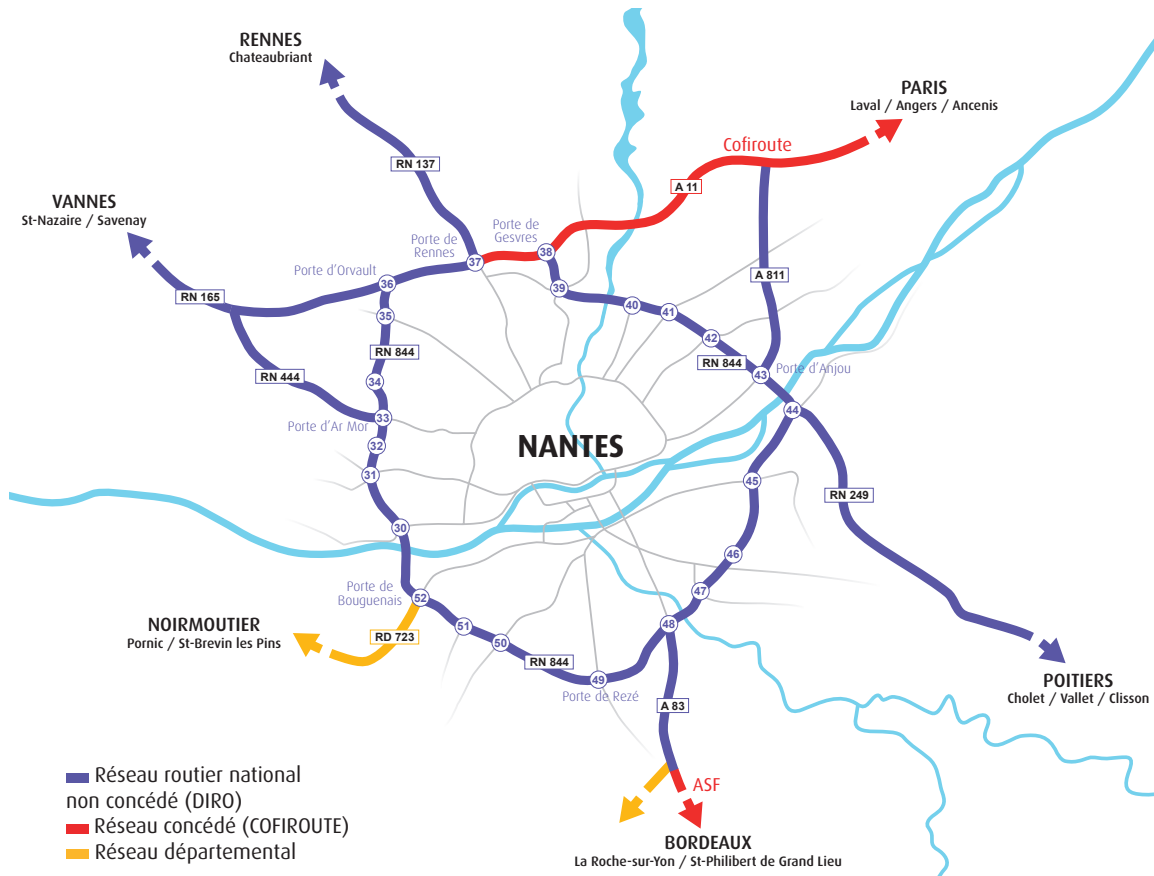 RENNES
Chateaubriant
PARIS
Laval / Angers / Ancenis
Cofiroute
RN 137
A 11
VANNES
St-Nazaire / Savenay
Porte de
Rennes
Porte de
Gesvres
38
37
Porte d'Orvault
36
39
A 811
RN 165
40
41
35
42
RN 844
RN 844
43
Porte d'Anjou
RN 444
34
44
33
Porte d'Ar Mor
32
NANTES
31
45
RN 249
30
46
Porte de
Bouguenais
52
47
48
NOIRMOUTIER
Pornic / St-Brevin les Pins
RD 723
51
50
RN 844
49
Porte de Rezé
POITIERS
Cholet / Vallet / Clisson
A 83
ASF
BORDEAUX
La Roche-sur-Yon / St-Philibert de Grand Lieu
Réseau routier national
non concédé (DIRO)
Réseau concédé (COFIROUTE)
Réseau départemental